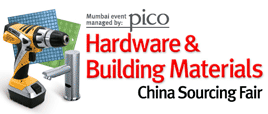 Mumbai event
managed by: pico
Hardware &
Building Materials
China Sourcing Fair